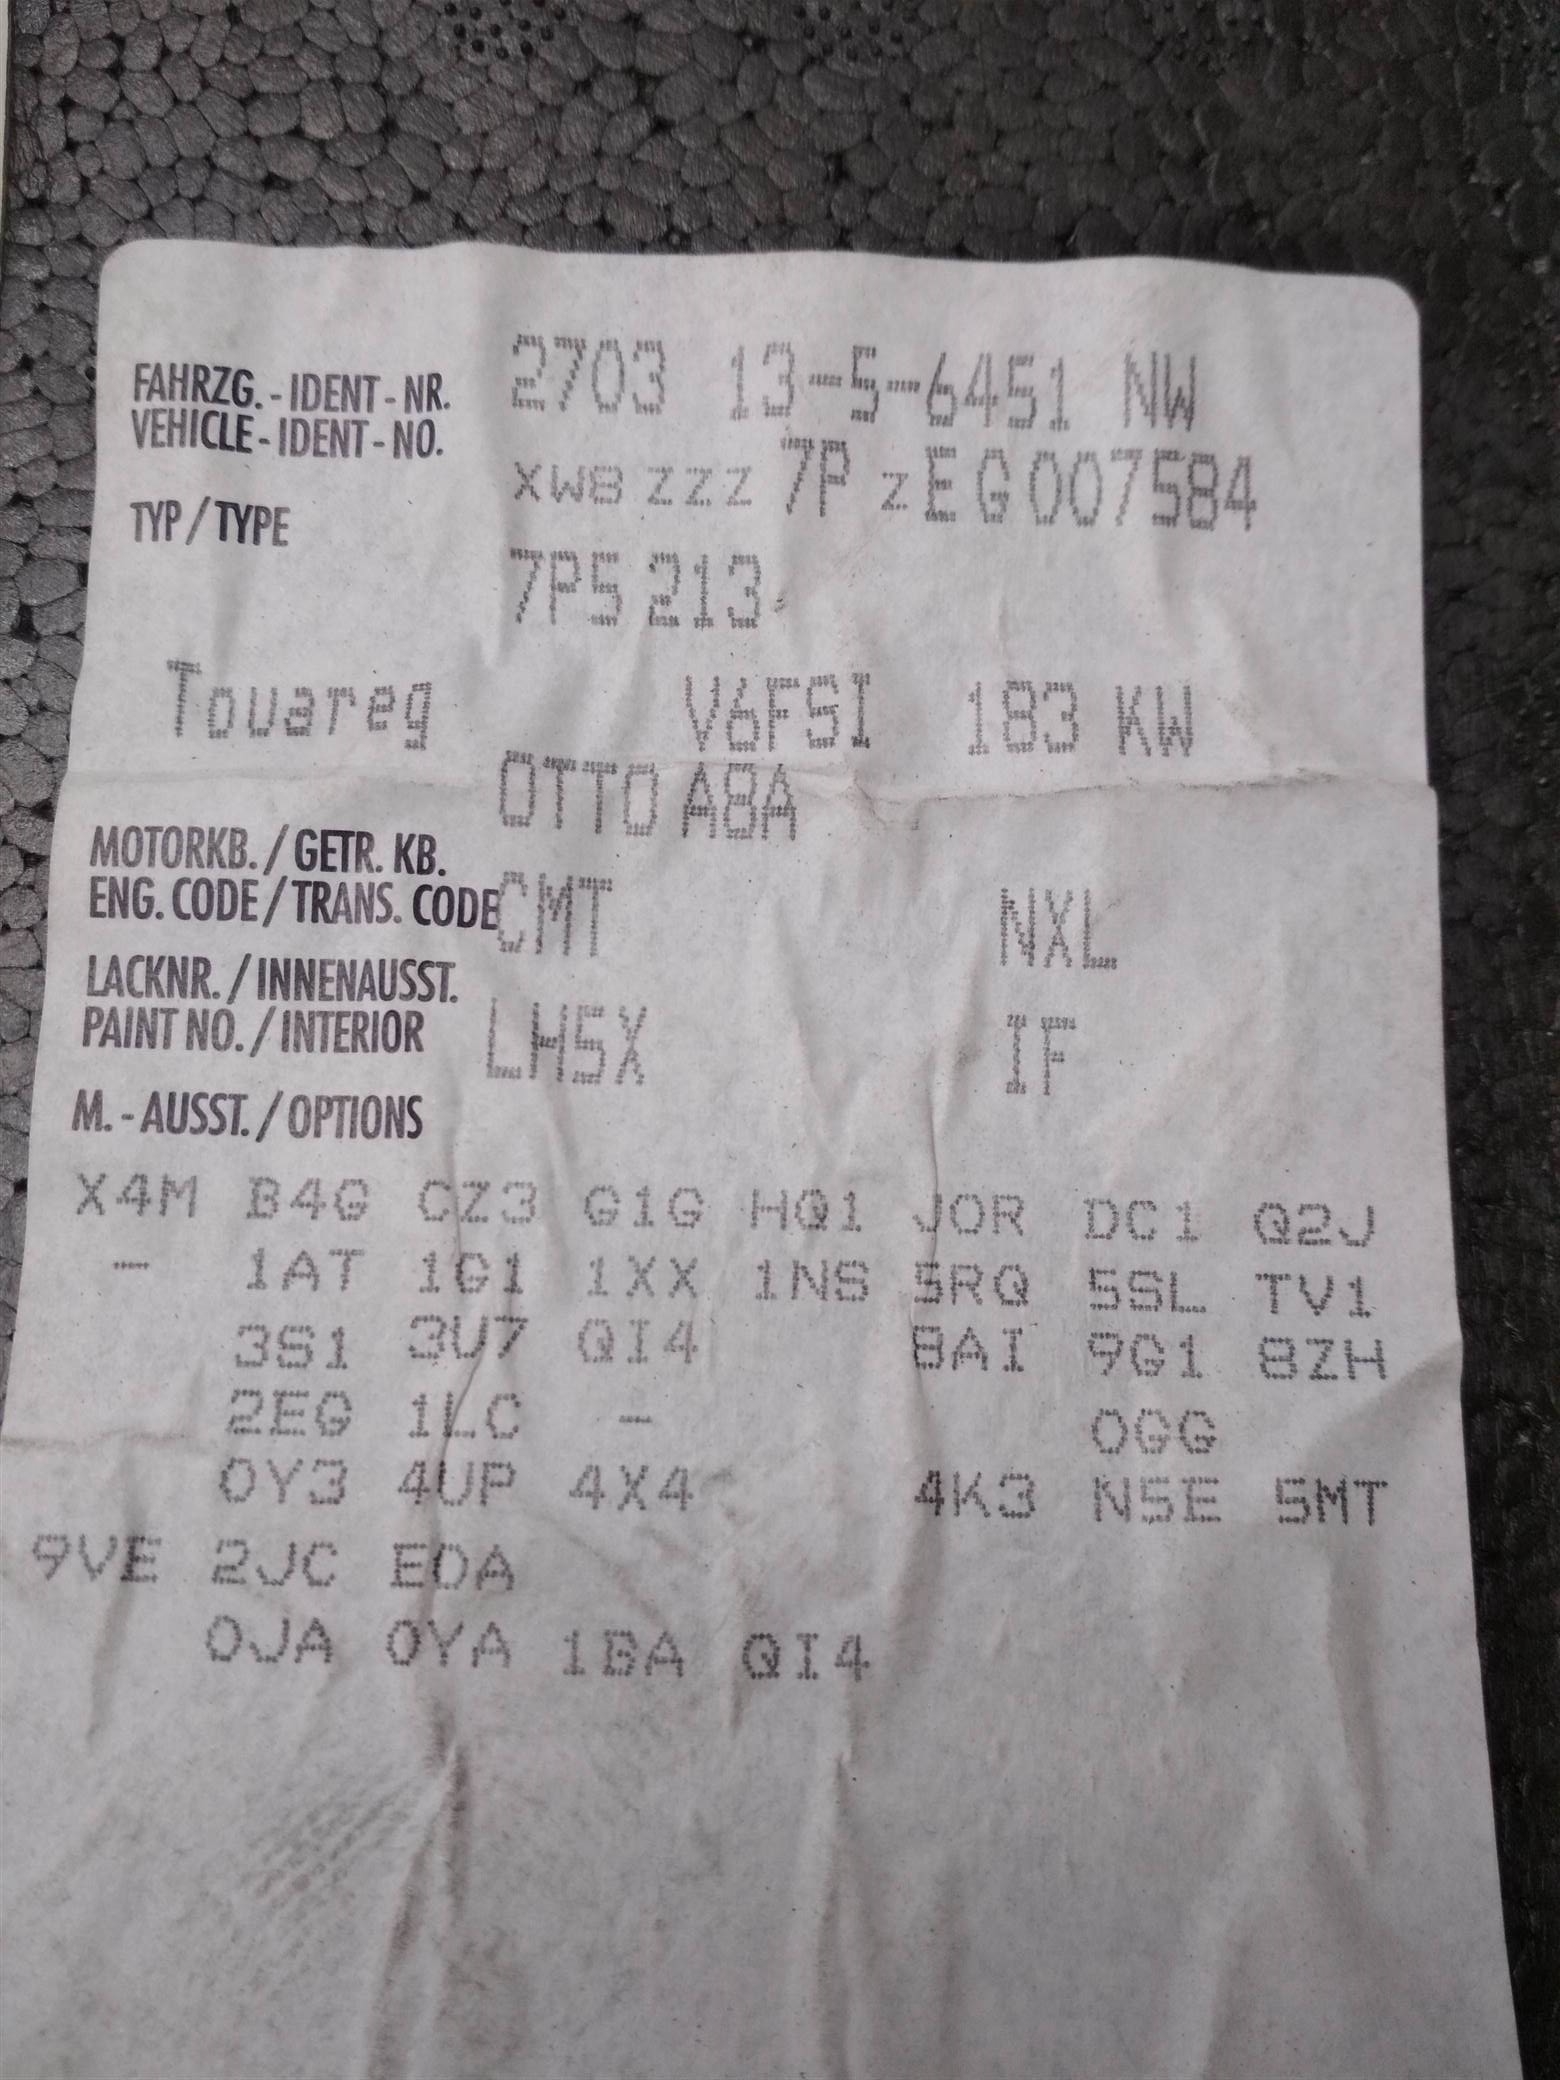 FAHRZG. - IDENT - NR. 2703 13-5-6451 NW
VEHICLE - IDENT - NO.
XW8 ZZZ 7P ZEG007584
TYP / TYPE
7P5 213
Touareg V6FSI 183 KW
OTTO A8A
MOTORKB. / GETR. KB.
ENG. CODE / TRANS. CODE CMT NXL
LACKNR. / INNENAUSST.
PAINT NO. / INTERIOR LH5X IF
M. - AUSST. / OPTIONS
X4M B4G CZ3 G1G HQ1 J0R DC1 Q2J
- 1AT 1G1 1XX 1NS 5RQ 5SL TV1
3S1 3U7 QI4 8AI 9G1 8ZH
2EG 1LC - 0GG
0Y3 4UP 4X4 4K3 N5E 5MT
9VE 2JC EDA
0JA 0YA 1BA QI4